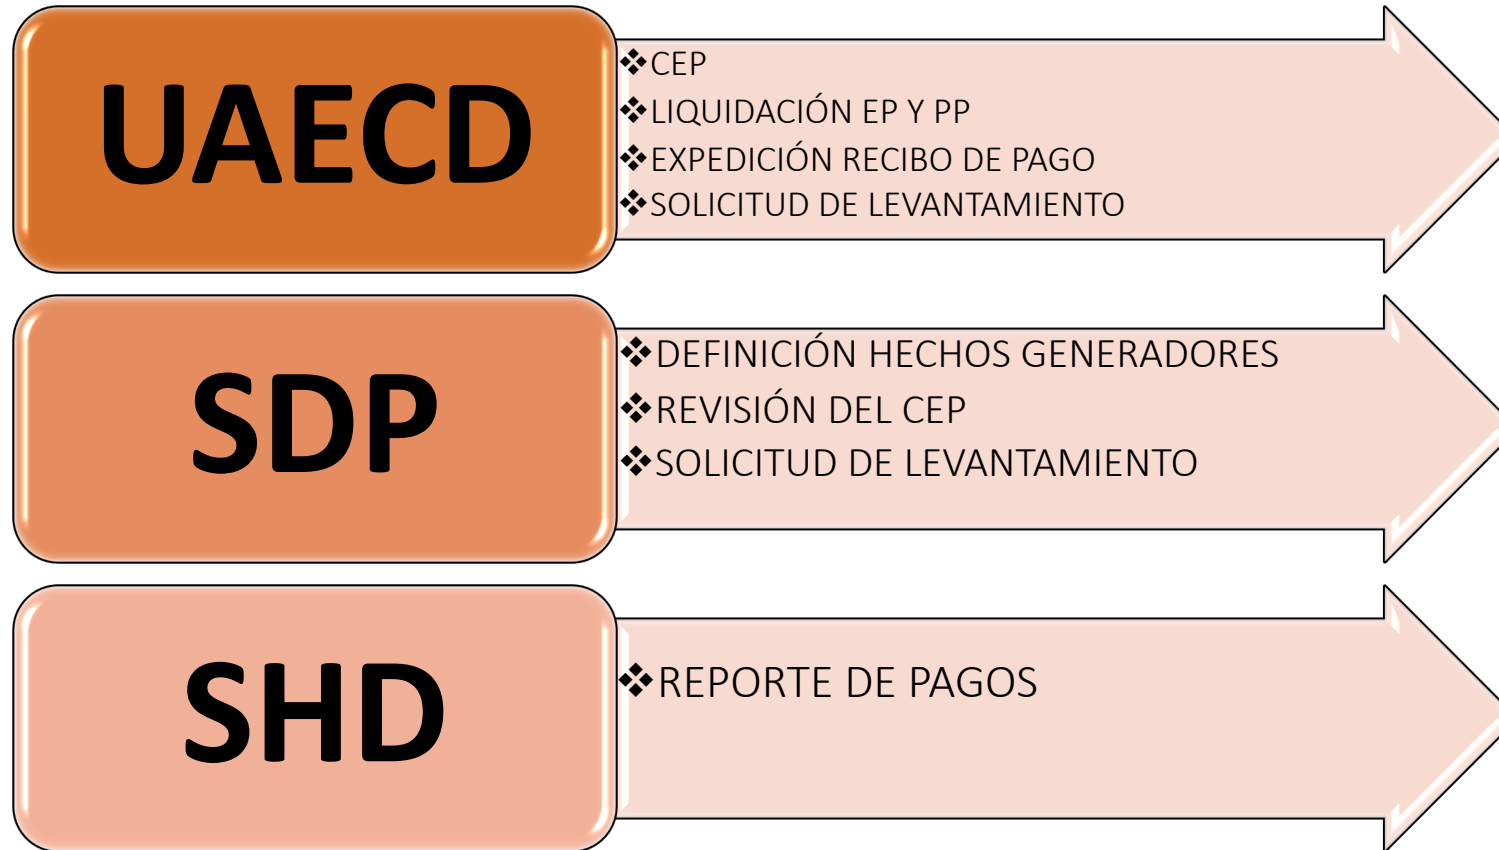 UAECD
❖CEP
❖LIQUIDACIÓN EP Y PP
❖EXPEDICIÓN RECIBO DE PAGO
❖SOLICITUD DE LEVANTAMIENTO
SDP
❖DEFINICIÓN HECHOS GENERADORES
❖REVISIÓN DEL CEP
❖SOLICITUD DE LEVANTAMIENTO
SHD
❖REPORTE DE PAGOS